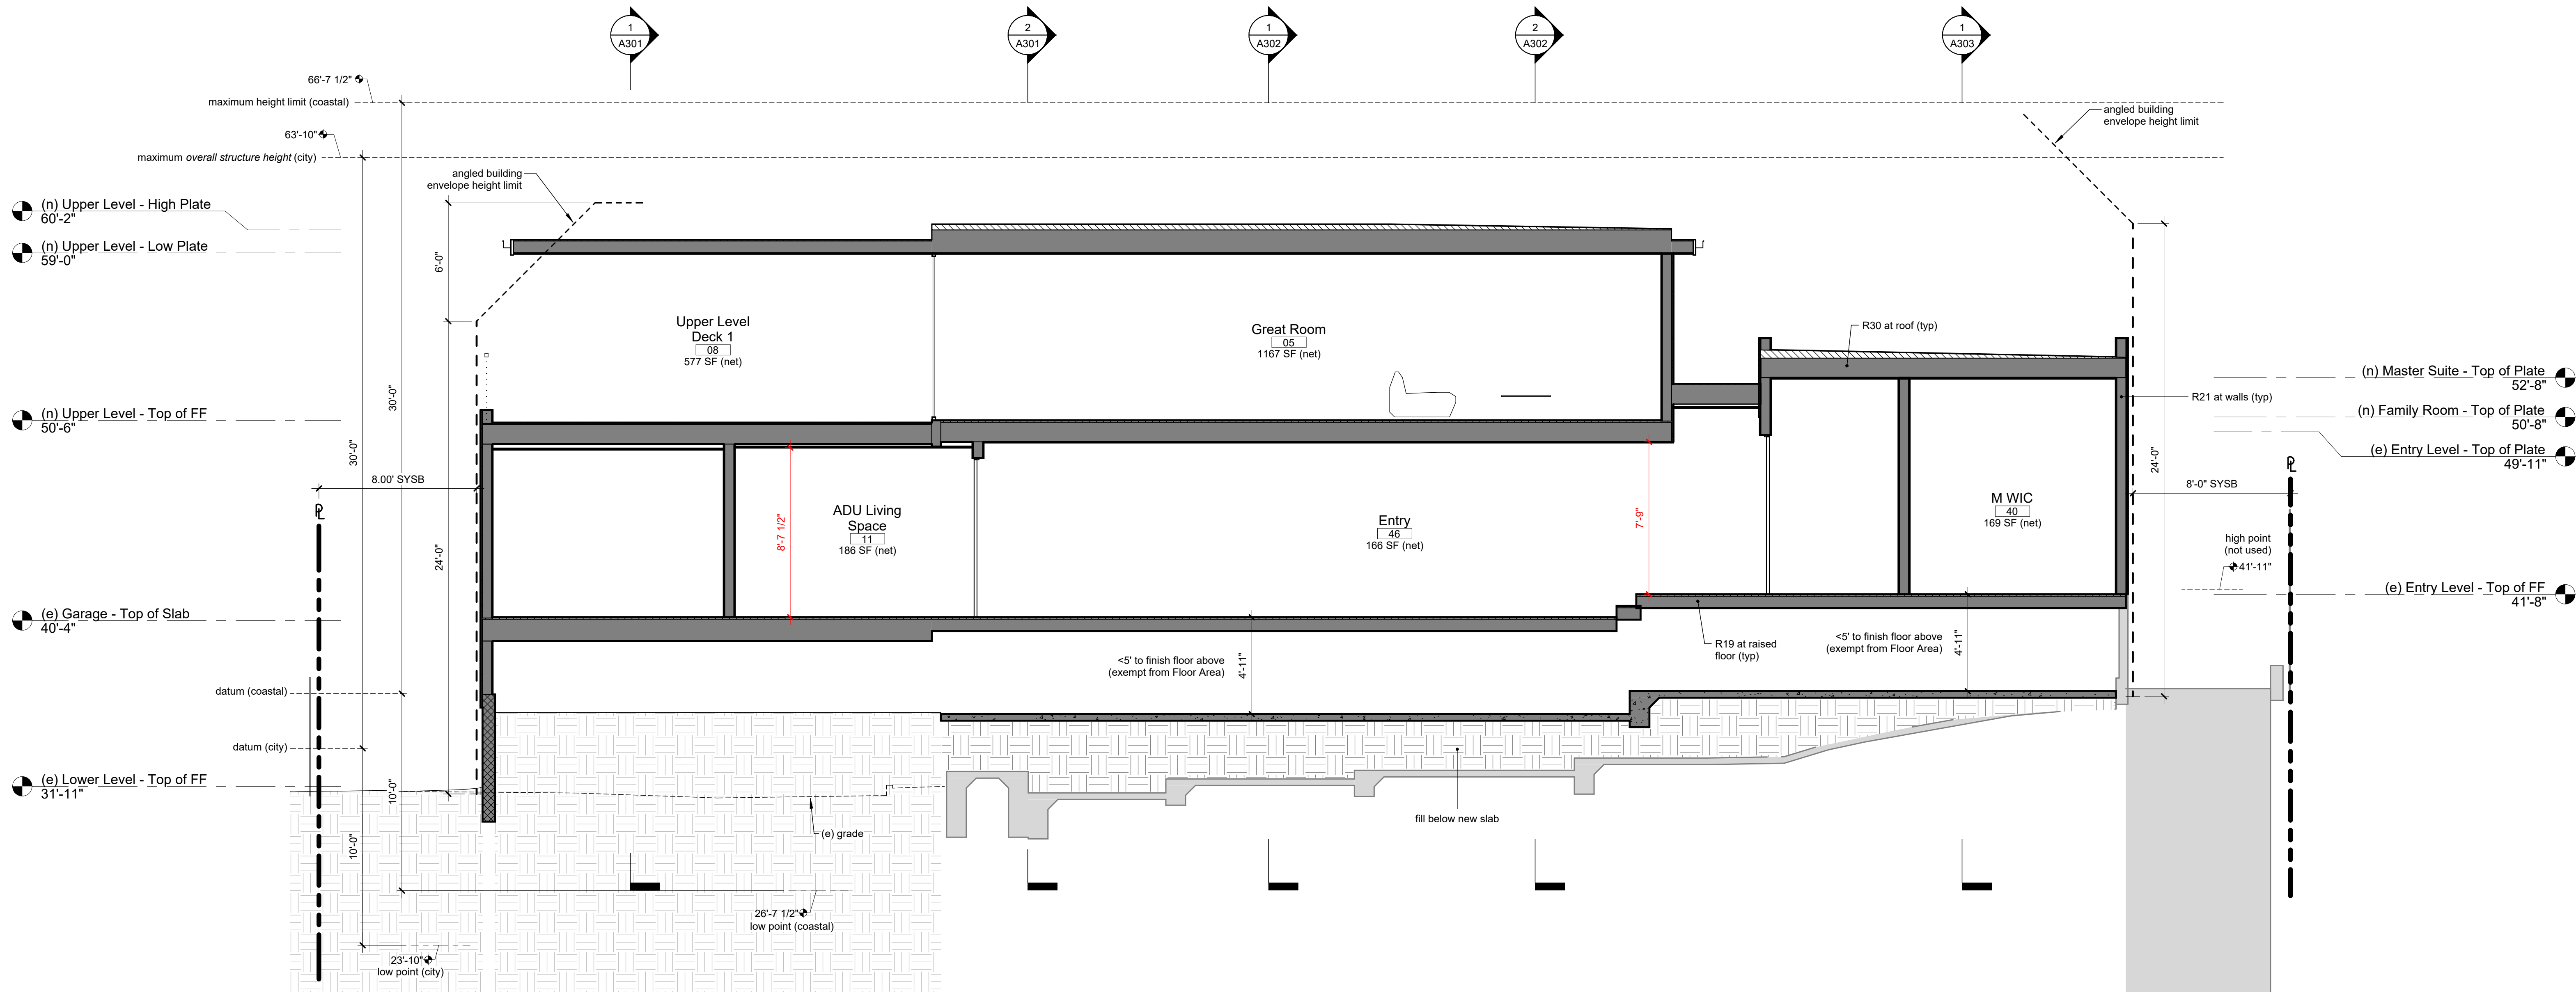 1
A301
2
A301
1
A302
2
A302
1
A303
66'-7 1/2"
maximum height limit (coastal)
63'-10"
maximum overall structure height (city)
angled building
envelope height limit
angled building
envelope height limit
(n) Upper Level - High Plate
60'-2"
(n) Upper Level - Low Plate
59'-0"
(n) Upper Level - Top of FF
50'-6"
(e) Garage - Top of Slab
40'-4"
datum (coastal)
datum (city)
(e) Lower Level - Top of FF
31'-11"
6'-0"
30'-0"
30'-0"
24'-0"
10'-0"
10'-0"
8.00' SYSB
PL
Upper Level
Deck 1
08
577 SF (net)
Great Room
05
1167 SF (net)
R30 at roof (typ)
R21 at walls (typ)
8'-7 1/2"
ADU Living
Space
11
186 SF (net)
Entry
46
166 SF (net)
7'-9"
M WIC
40
169 SF (net)
(n) Master Suite - Top of Plate
52'-8"
(n) Family Room - Top of Plate
50'-8"
(e) Entry Level - Top of Plate
49'-11"
24'-0"
PL
8'-0" SYSB
high point
(not used)
41'-11"
(e) Entry Level - Top of FF
41'-8"
<5' to finish floor above
(exempt from Floor Area)
4'-11"
R19 at raised
floor (typ)
<5' to finish floor above
(exempt from Floor Area)
4'-11"
(e) grade
fill below new slab
26'-7 1/2"
low point (coastal)
23'-10"
low point (city)